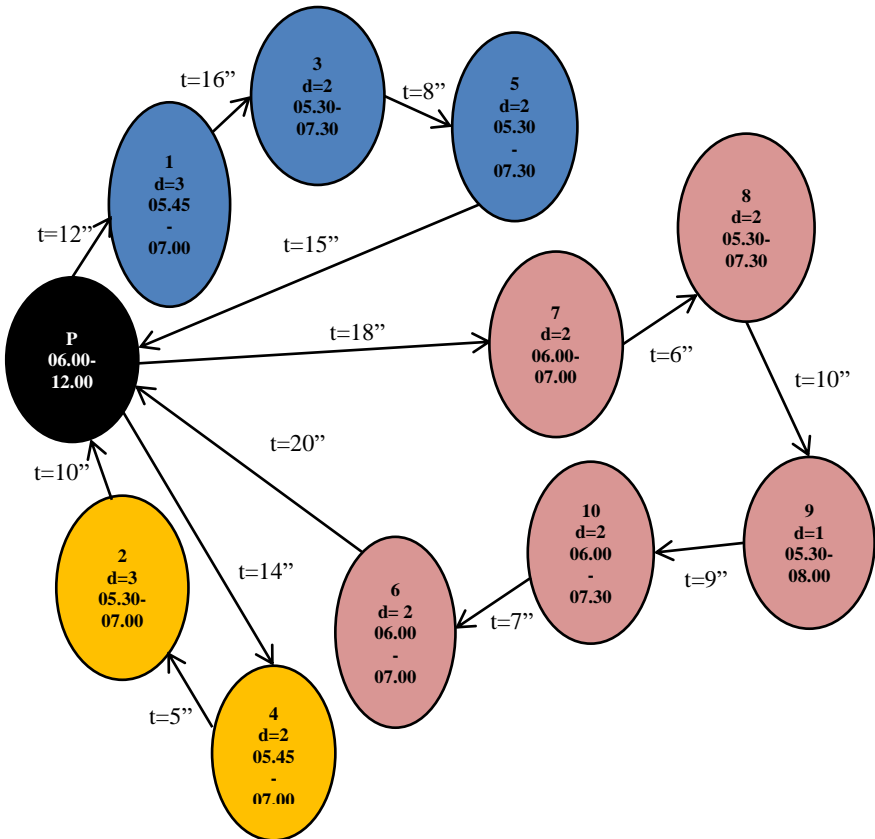 3
d=2
05.30-
07.30
t=16”
t=8”
5
d=2
05.30
-
07.30
1
d=3
05.45
-
07.00
8
d=2
05.30-
07.30
t=12”
t=15”
P
06.00-
12.00
t=18”
7
d=2
06.00-
07.00
t=6”
t=10”
t=20”
t=10”
2
d=3
05.30-
07.00
t=14”
10
d=2
06.00
-
07.30
9
d=1
05.30-
08.00
t=9”
6
d= 2
06.00
-
07.00
t=7”
t=5”
4
d=2
05.45
-
07.00